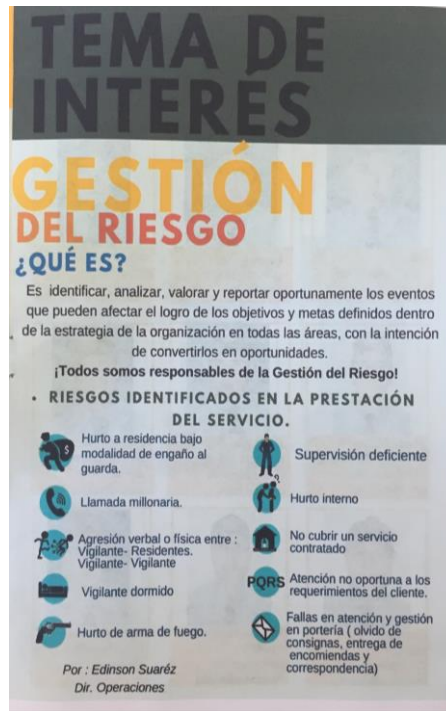 TEMA DE
INTERÉS
GESTIÓN
DEL RIESGO
¿QUÉ ES?
Es identificar, analizar, valorar y reportar oportunamente los eventos
que pueden afectar el logro de los objetivos y metas definidos dentro
de la estrategia de la organización en todas las áreas, con la intención
de convertirlos en oportunidades.
¡Todos somos responsables de la Gestión del Riesgo!
• RIESGOS IDENTIFICADOS EN LA PRESTACIÓN
DEL SERVICIO.
Hurto a residencia bajo
modalidad de engaño al
guarda.
Llamada millonaria.
Agresión verbal o física entre :
Vigilante- Residentes.
Vigilante- Vigilante
Vigilante dormido
Hurto de arma de fuego.
Supervisión deficiente
Hurto interno
No cubrir un servicio
contratado
PQRS Atención no oportuna a los
requerimientos del cliente.
Fallas en atención y gestión
en portería ( olvido de
consignas, entrega de
encomiendas y
correspondencia)
Por : Edinson Suaréz
Dir. Operaciones